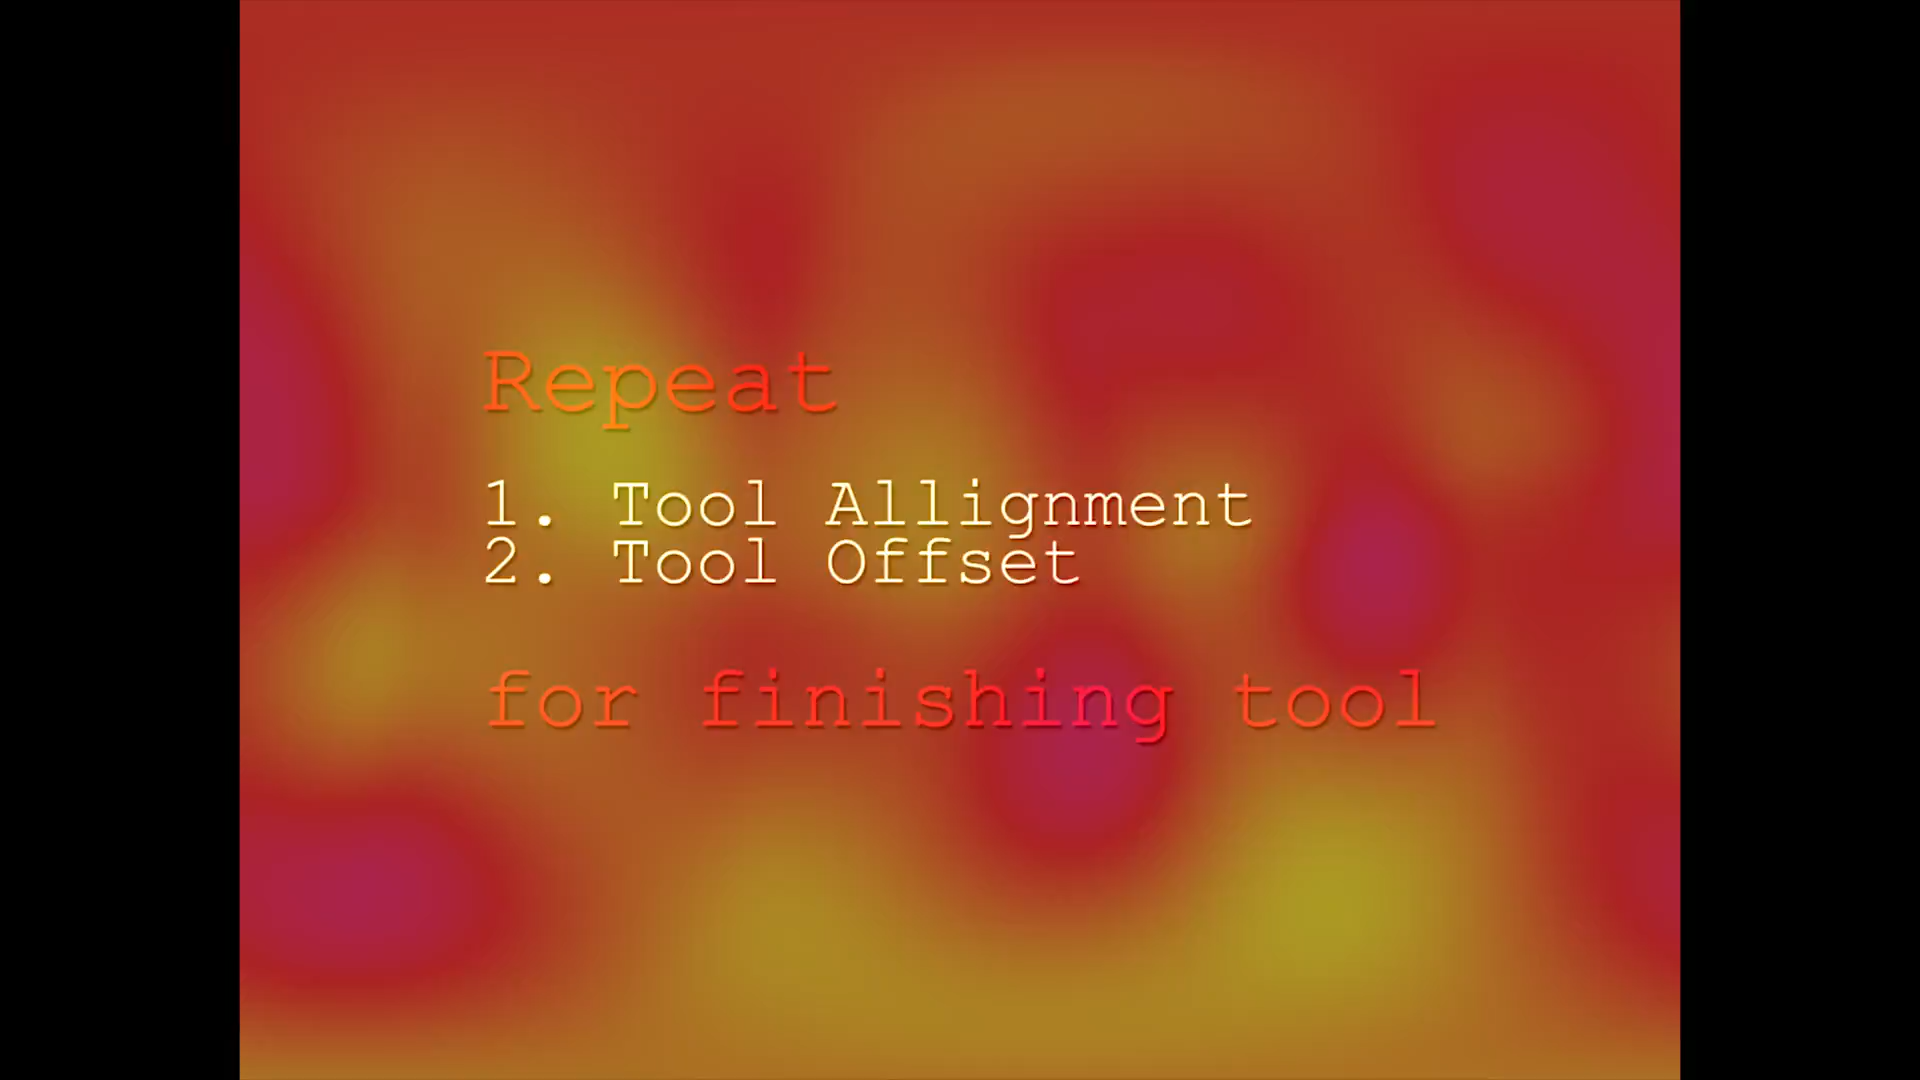 Repeat
1. Tool Allignment
2. Tool Offset
for finishing tool